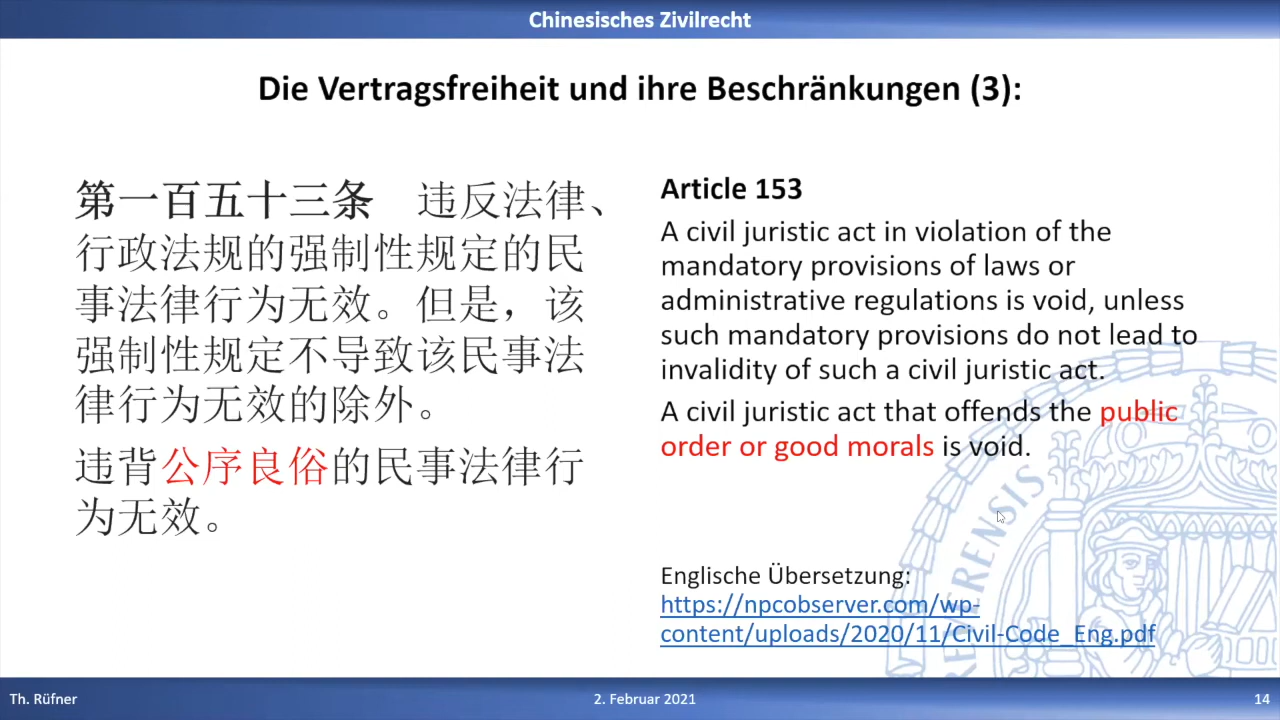 Chinesisches Zivilrecht
Die Vertragsfreiheit und ihre Beschränkungen (3):
第一百五十三条　违反法律、
行政法规的强制性规定的民
事法律行为无效。但是，该
强制性规定不导致该民事法
律行为无效的除外。
违背公序良俗的民事法律行
为无效。
Article 153
A civil juristic act in violation of the
mandatory provisions of laws or
administrative regulations is void, unless
such mandatory provisions do not lead to
invalidity of such a civil juristic act.
A civil juristic act that offends the public
order or good morals is void.
Englische Übersetzung:
https://npcobserver.com/wp-
content/uploads/2020/11/Civil-Code_Eng.pdf
Th. Rüfner
2. Februar 2021
14